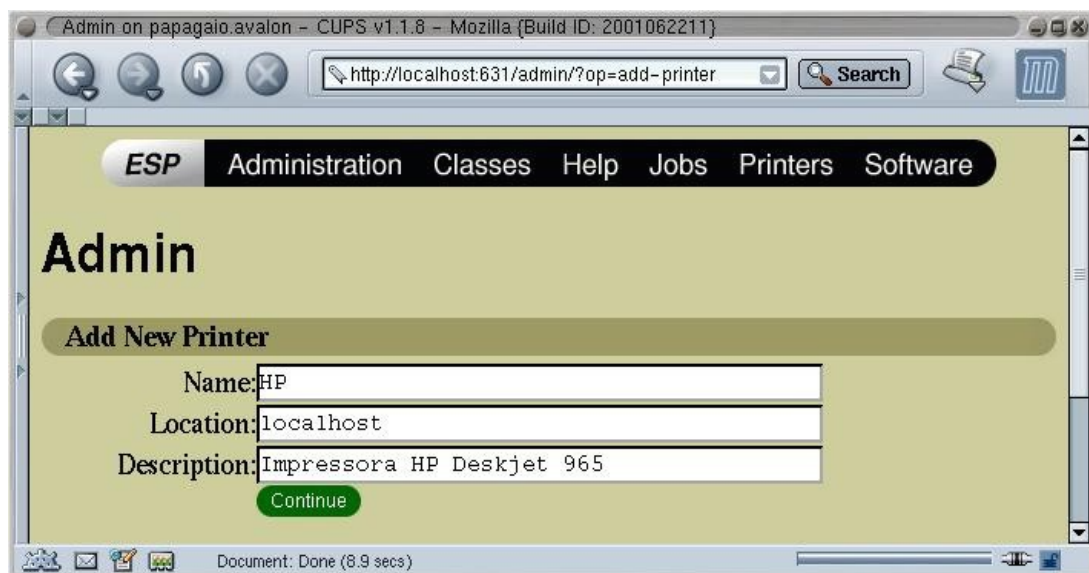 Admin on papagaio.avalon - CUPS v1.1.8 - Mozilla {Build ID: 2001062211}
http://localhost:631/admin/?op=add-printer Search
ESP Administration Classes Help Jobs Printers Software
Admin
Add New Printer
Name:HP
Location:localhost
Description:Impressora HP Deskjet 965
Continue
Document: Done (8.9 secs)